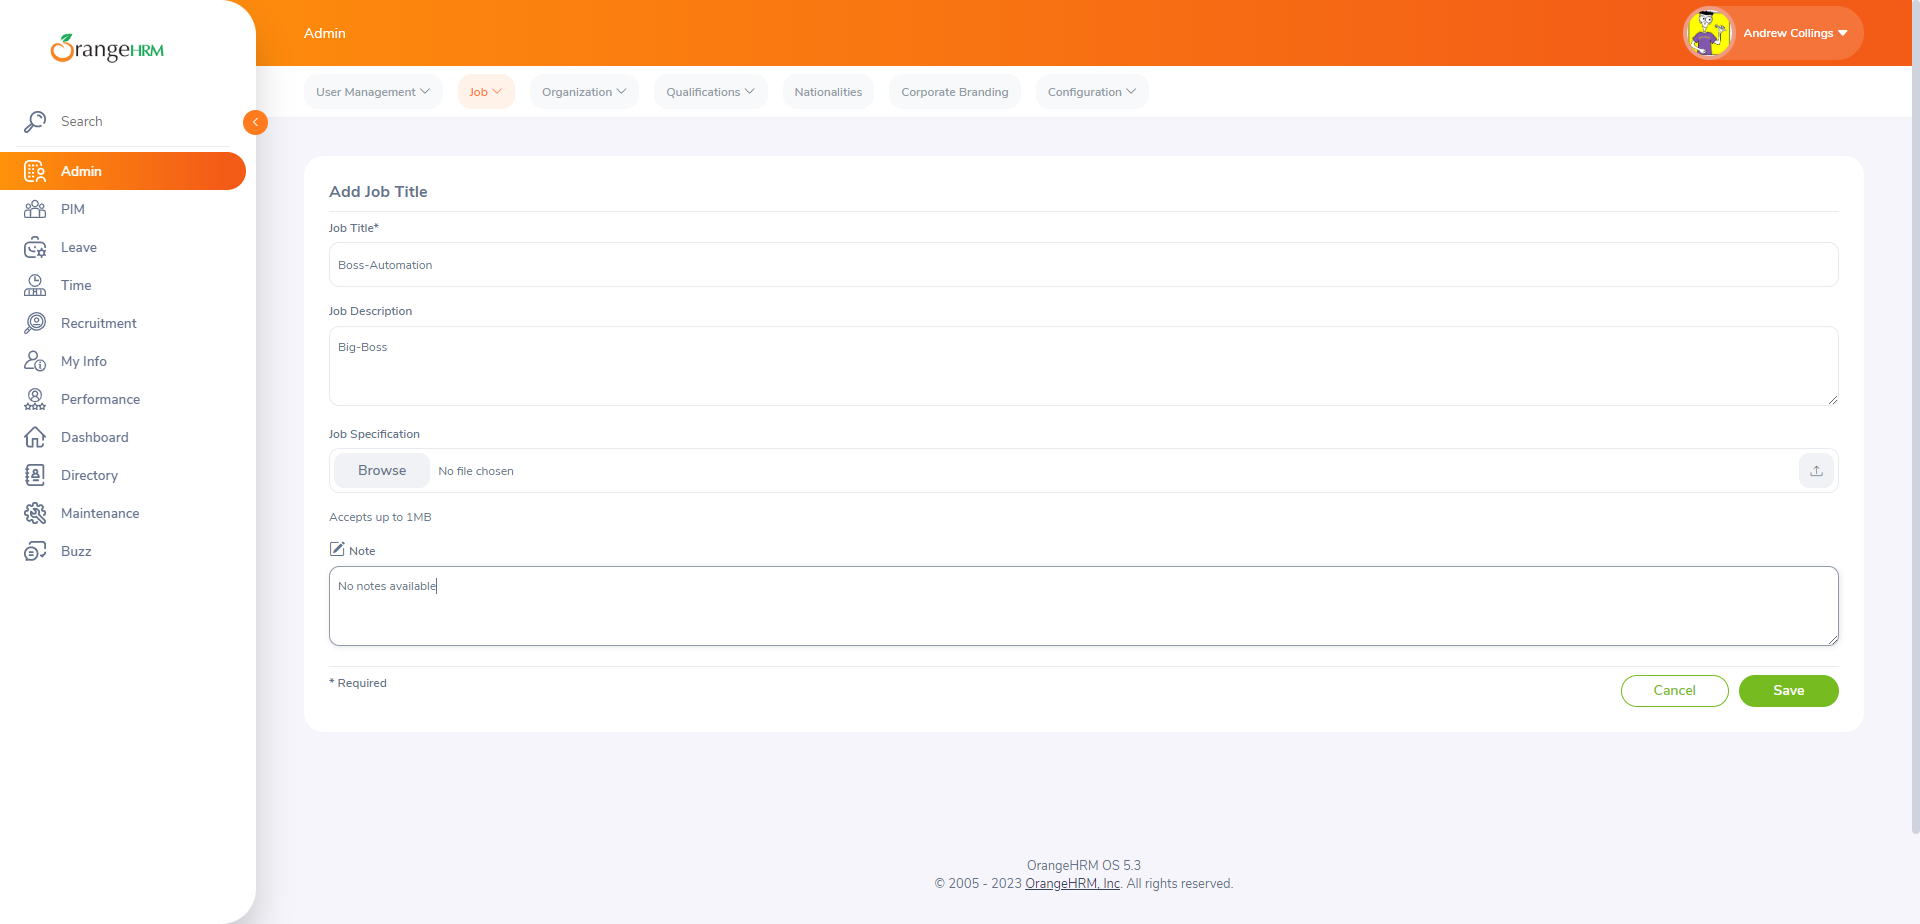 OrangeHRM
Admin
Andrew Collings
User Management
Job
Organization
Qualifications
Nationalities
Corporate Branding
Configuration
Search
Admin
PIM
Leave
Time
Recruitment
My Info
Performance
Dashboard
Directory
Maintenance
Buzz
Add Job Title
Job Title*
Boss-Automation
Job Description
Big-Boss
Job Specification
Browse
No file chosen
Accepts up to 1MB
Note
No notes available
* Required
Cancel
Save
OrangeHRM OS 5.3
© 2005 - 2023 OrangeHRM, Inc. All rights reserved.